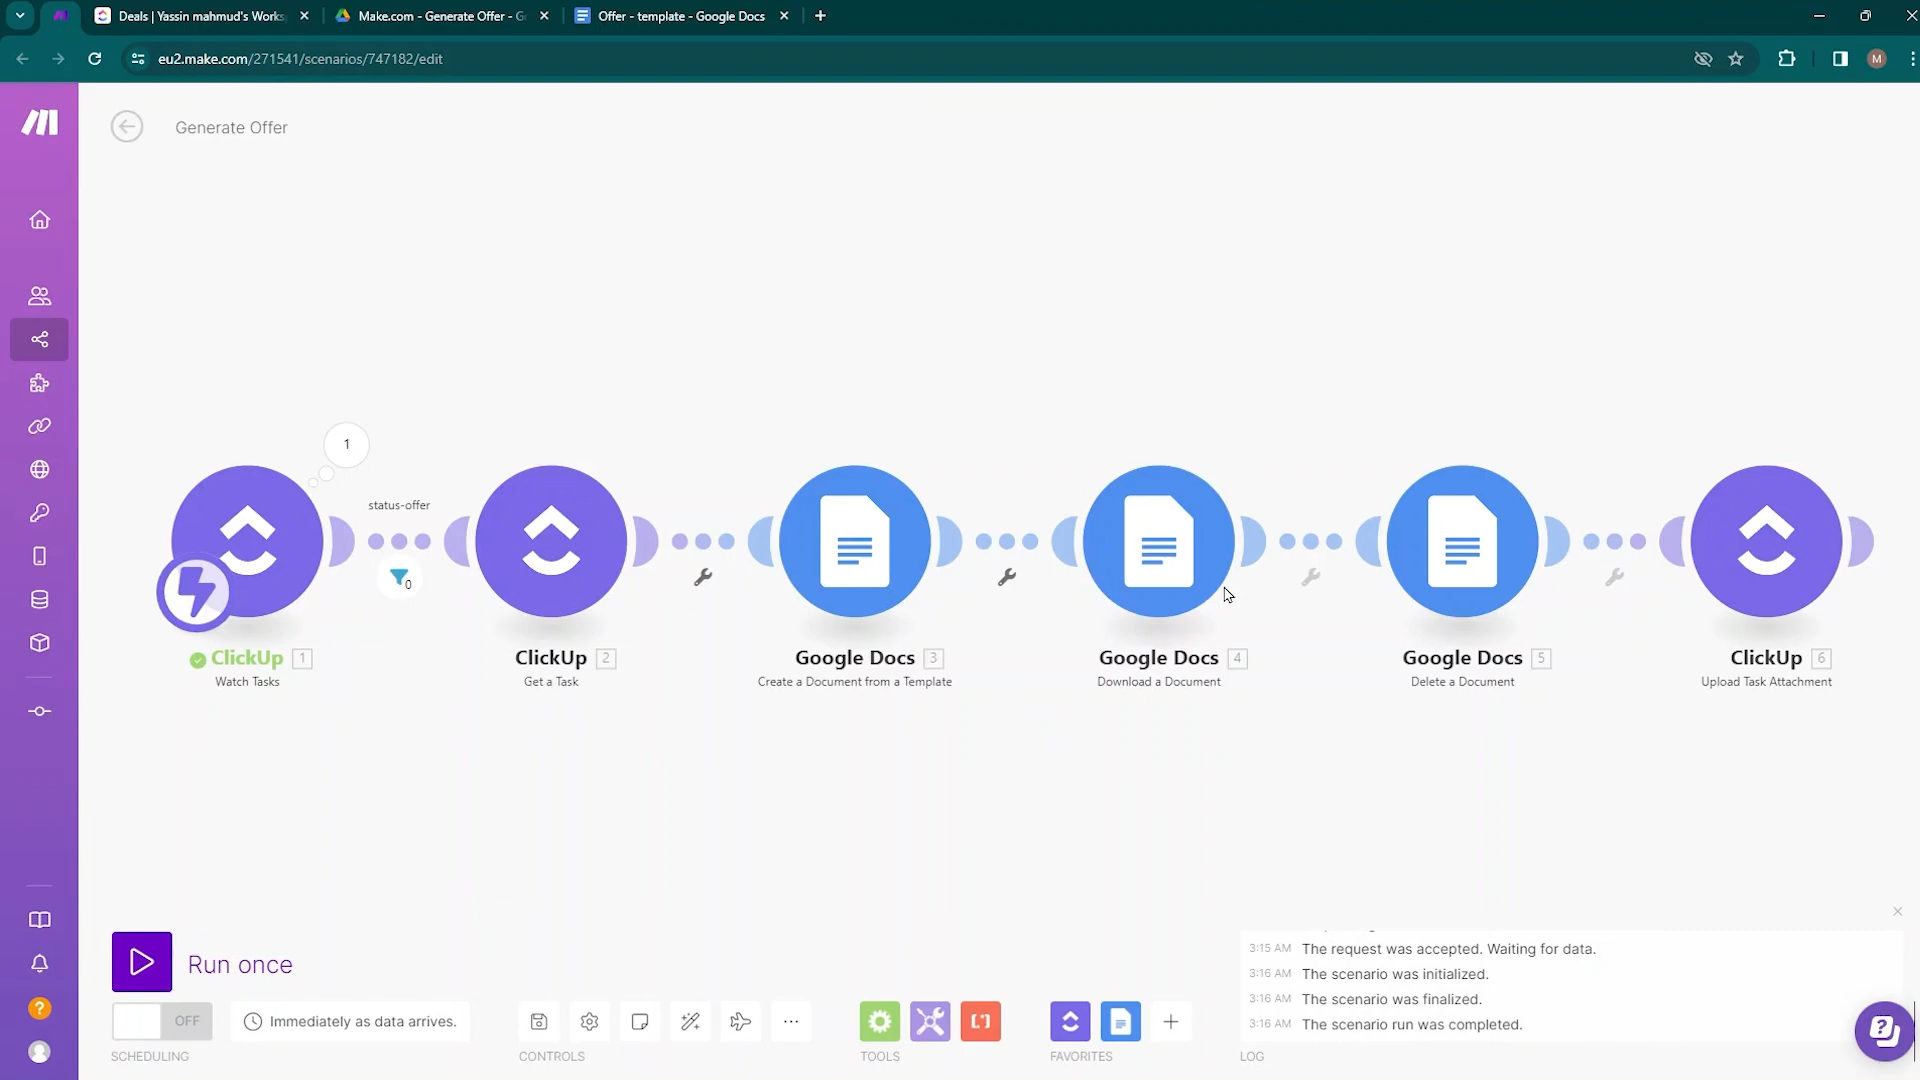 Deals | Yassin mahmud's Works
Make.com - Generate Offer - G
Offer - template - Google Docs
eu2.make.com/271541/scenarios/747182/edit
M
Generate Offer
1
status-offer
0
ClickUp 1
Watch Tasks
ClickUp 2
Get a Task
Google Docs 3
Create a Document from a Template
Google Docs 4
Download a Document
Google Docs 5
Delete a Document
ClickUp 6
Upload Task Attachment
Run once
OFF
Immediately as data arrives.
SCHEDULING
CONTROLS
TOOLS
FAVORITES
3:15 AM The request was accepted. Waiting for data.
3:16 AM The scenario was initialized.
3:16 AM The scenario was finalized.
3:16 AM The scenario run was completed.
LOG